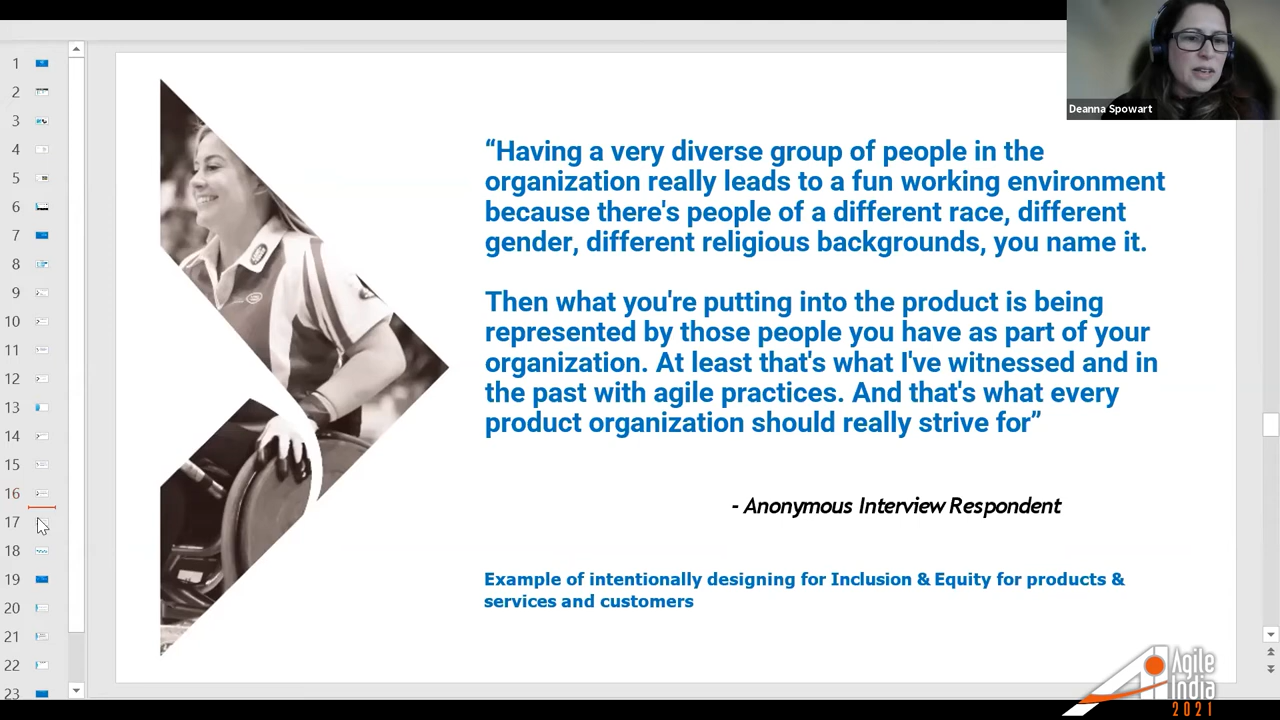 Deanna Spowart
1
2
3
4
5
6
7
8
9
10
11
12
13
14
15
16
17
18
19
20
21
22
23
“Having a very diverse group of people in the
organization really leads to a fun working environment
because there's people of a different race, different
gender, different religious backgrounds, you name it.
Then what you're putting into the product is being
represented by those people you have as part of your
organization. At least that's what I've witnessed and in
the past with agile practices. And that's what every
product organization should really strive for”
- Anonymous Interview Respondent
Example of intentionally designing for Inclusion & Equity for products &
services and customers
Agile
India
2021